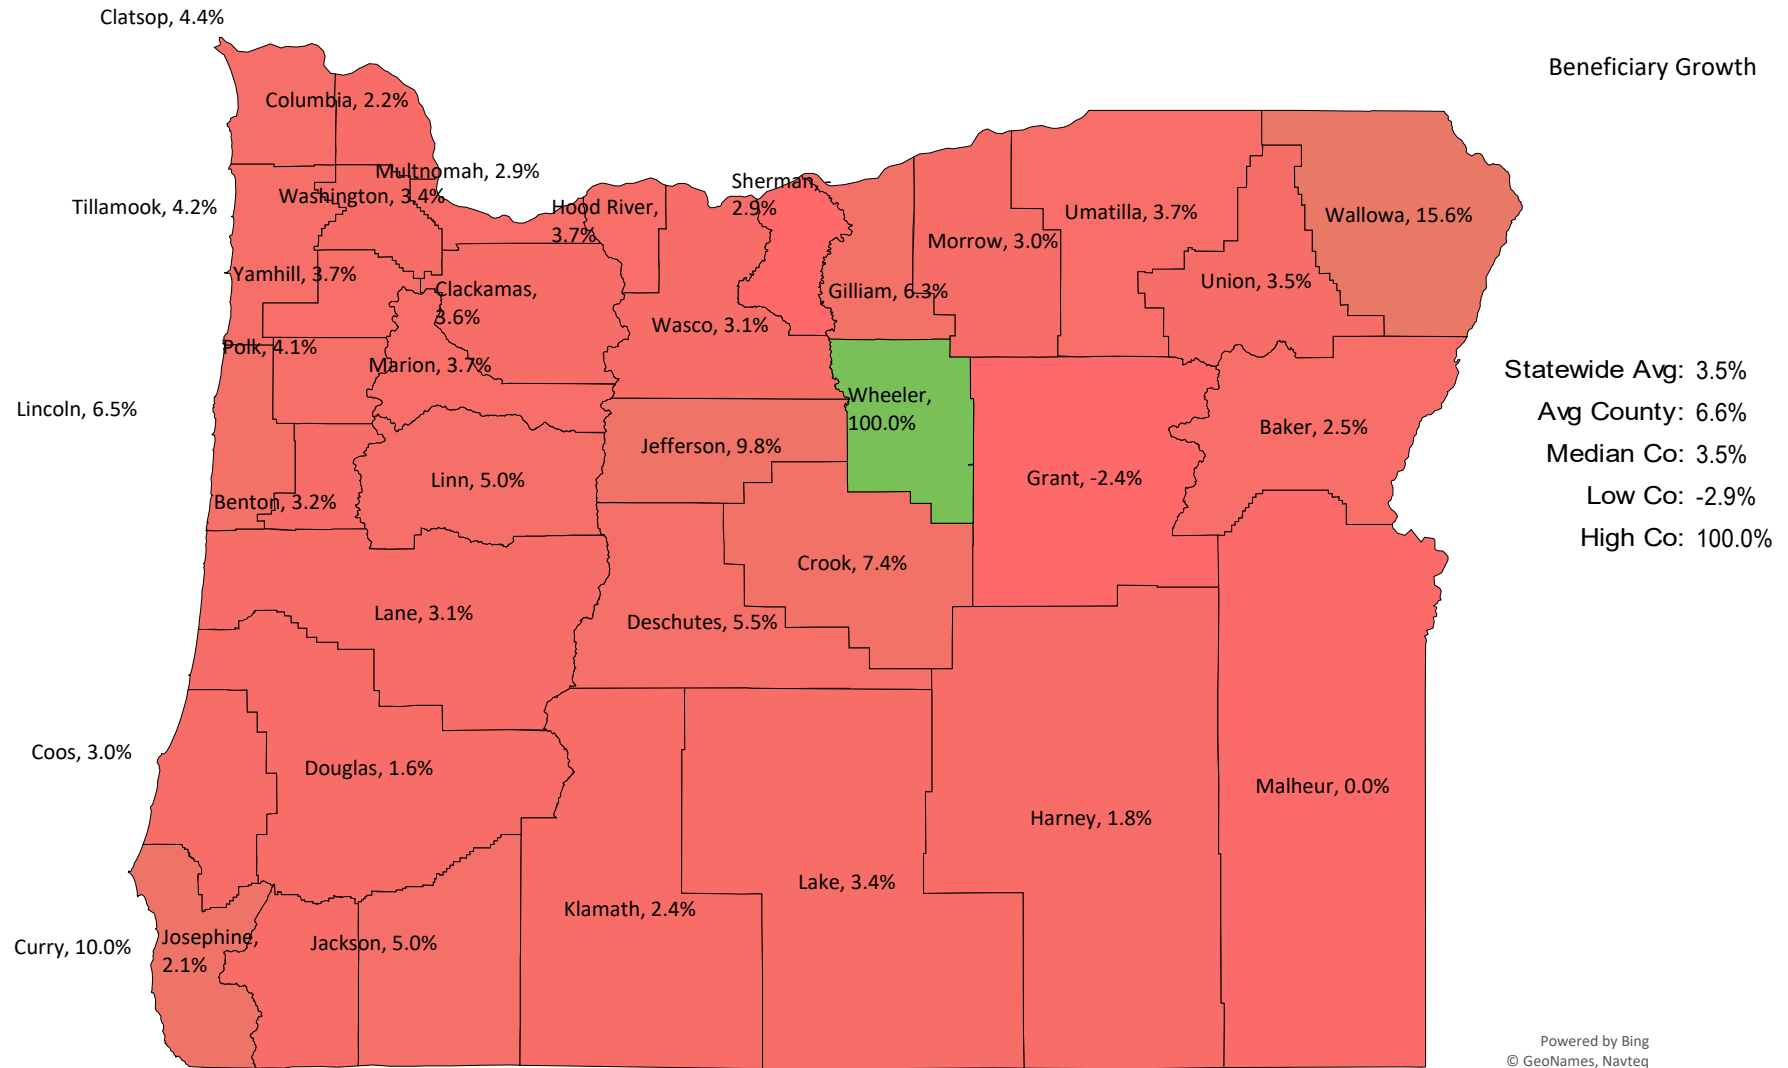 Clatsop, 4.4%
Beneficiary Growth
Columbia, 2.2%
Multnomah, 2.9%
Washington, 3.4%
Tillamook, 4.2%
Hood River,
3.7%
Sherman, -
2.9%
Umatilla, 3.7%
Wallowa, 15.6%
Morrow, 3.0%
Yamhill, 3.7%
Clackamas,
3.6%
Gilliam, 6.3%
Union, 3.5%
Wasco, 3.1%
Polk, 4.1%
Marion, 3.7%
Lincoln, 6.5%
Wheeler,
100.0%
Statewide Avg: 3.5%
Avg County: 6.6%
Median Co: 3.5%
Low Co: -2.9%
High Co: 100.0%
Baker, 2.5%
Jefferson, 9.8%
Linn, 5.0%
Grant, -2.4%
Benton, 3.2%
Crook, 7.4%
Lane, 3.1%
Deschutes, 5.5%
Coos, 3.0%
Douglas, 1.6%
Malheur, 0.0%
Harney, 1.8%
Lake, 3.4%
Klamath, 2.4%
Curry, 10.0%
Josephine,
2.1%
Jackson, 5.0%
Powered by Bing
© GeoNames, Navteq